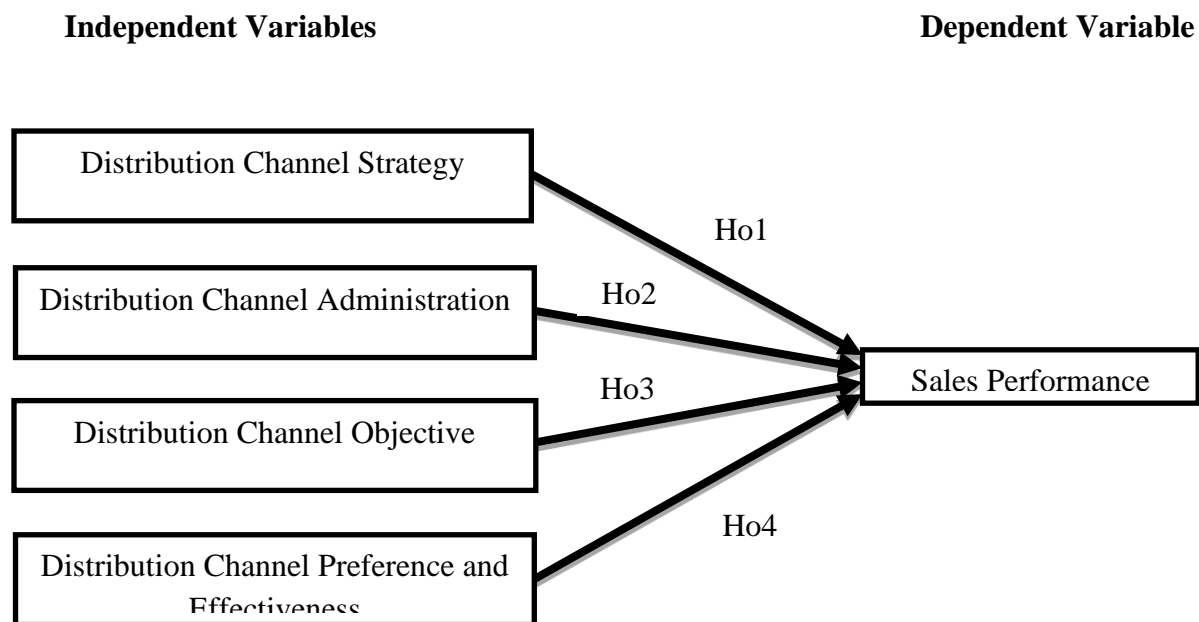 Independent Variables
Dependent Variable
Distribution Channel Strategy
Ho1
Distribution Channel Administration
Ho2
Ho3
Sales Performance
Distribution Channel Objective
Ho4
Distribution Channel Preference and
Effectiveness